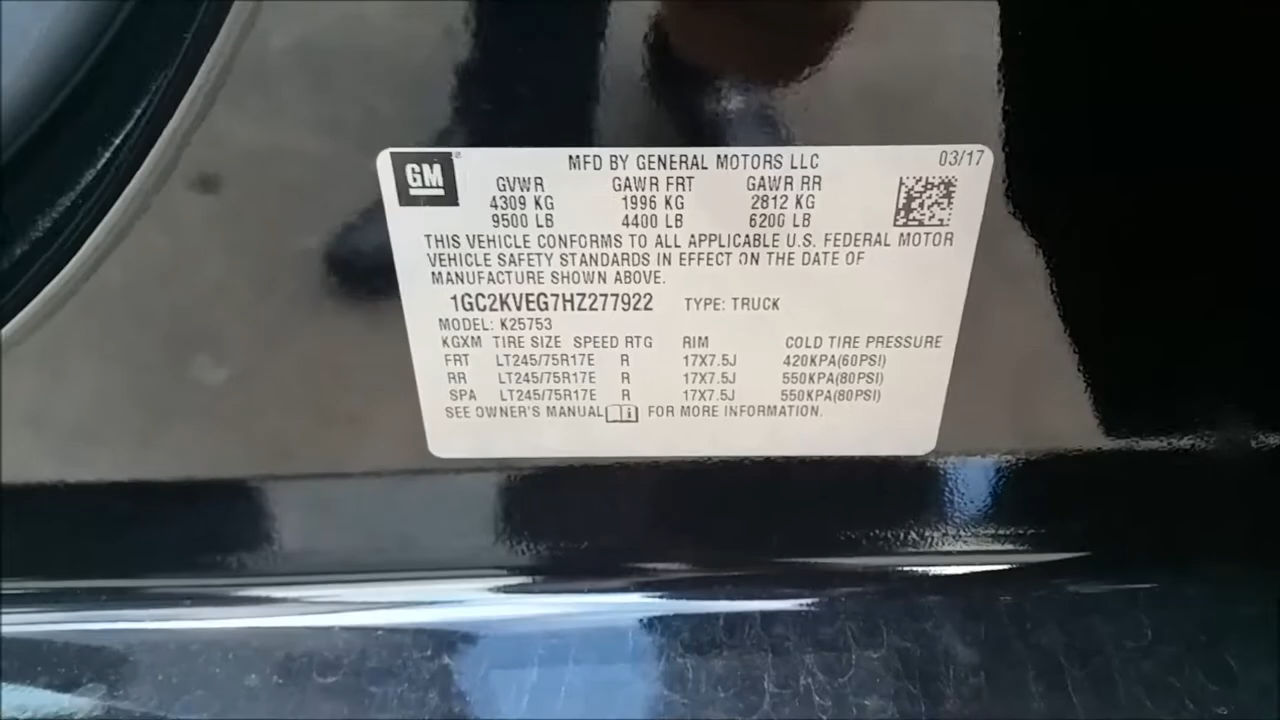 GM
MFD BY GENERAL MOTORS LLC 03/17
GVWR GAWR FRT GAWR RR
4309 KG 1996 KG 2812 KG
9500 LB 4400 LB 6200 LB
THIS VEHICLE CONFORMS TO ALL APPLICABLE U.S. FEDERAL MOTOR
VEHICLE SAFETY STANDARDS IN EFFECT ON THE DATE OF
MANUFACTURE SHOWN ABOVE.
1GC2KVEG7HZ277922 TYPE: TRUCK
MODEL: K25753
KGXM TIRE SIZE SPEED RTG RIM COLD TIRE PRESSURE
FRT LT245/75R17E R 17X7.5J 420KPA(60PSI)
RR LT245/75R17E R 17X7.5J 550KPA(80PSI)
SPA LT245/75R17E R 17X7.5J 550KPA(80PSI)
SEE OWNER'S MANUAL FOR MORE INFORMATION.